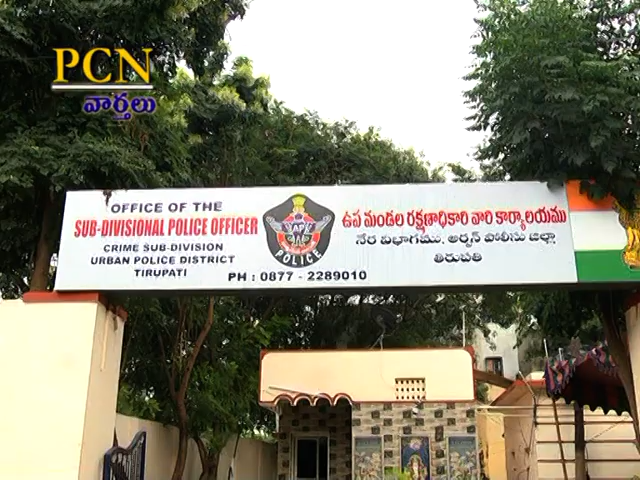 PCN
వార్తలు
OFFICE OF THE
SUB-DIVISIONAL POLICE OFFICER
CRIME SUB-DIVISION
URBAN POLICE DISTRICT
TIRUPATI
AP
POLICE
ఉప మండల రక్షణాధికారి వారి కార్యాలయము
నేర విభాగము, అర్బన్ పోలీసు జిల్లా
తిరుపతి
PH : 0877 - 2289010